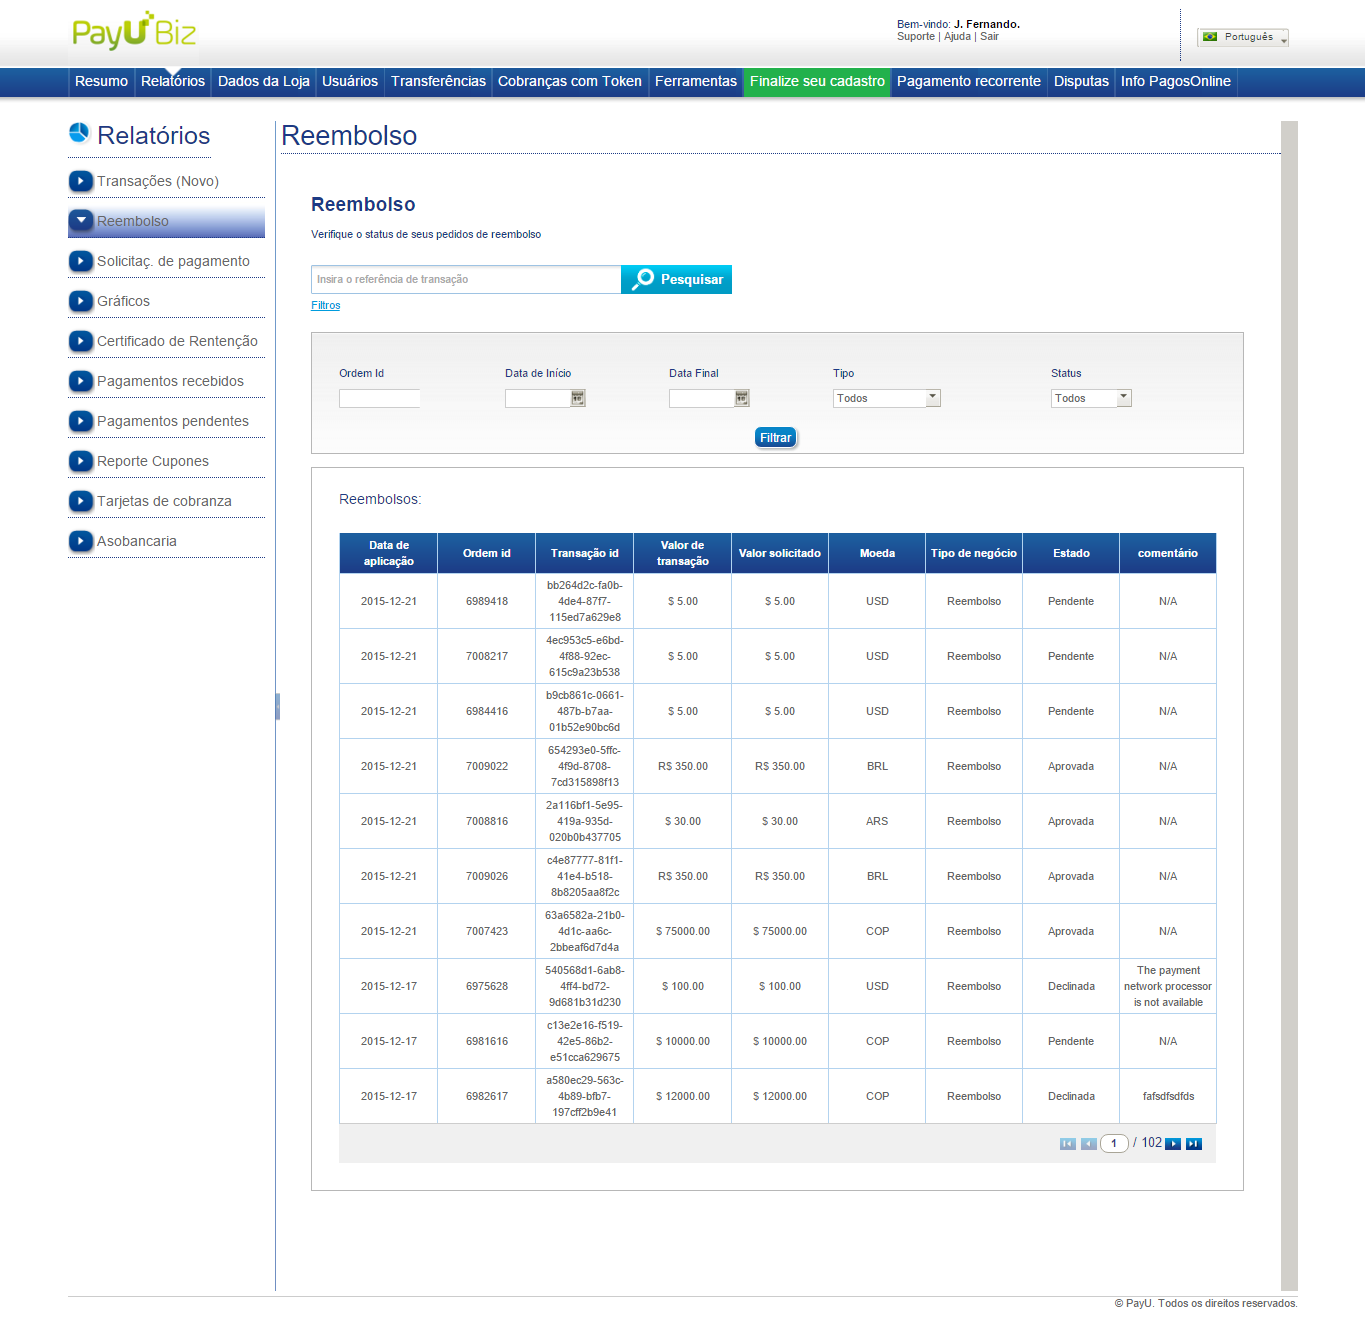 PayU Biz
Bem-vindo: J. Fernando.
Suporte | Ajuda | Sair
Português
Resumo
Relatórios
Dados da Loja
Usuários
Transferências
Cobranças com Token
Ferramentas
Finalize seu cadastro
Pagamento recorrente
Disputas
Info PagosOnline
Relatórios
Transações (Novo)
Reembolso
Solicitaç. de pagamento
Gráficos
Certificado de Rentenção
Pagamentos recebidos
Pagamentos pendentes
Reporte Cupones
Tarjetas de cobranza
Asobancaria
Reembolso
Reembolso
Verifique o status de seus pedidos de reembolso
Insira o referência de transação
Pesquisar
Filtros
Ordem Id
Data de Início
Data Final
Tipo
Status
Todos
Todos
Filtrar
Reembolsos:
Data de aplicação
Ordem id
Transação id
Valor de transação
Valor solicitado
Moeda
Tipo de negócio
Estado
comentário
2015-12-21 6989418 bb264d2c-fa0b-4de4-87f7-115ed7a629e8 $ 5.00 $ 5.00 USD Reembolso Pendente N/A
2015-12-21 7008217 4ec953c5-e6bd-4f88-92ec-615c9a23b538 $ 5.00 $ 5.00 USD Reembolso Pendente N/A
2015-12-21 6984416 b9cb861c-0661-487b-b7aa-01b52e90bc6d $ 5.00 $ 5.00 USD Reembolso Pendente N/A
2015-12-21 7009022 654293e0-5ffc-4f9d-8708-7cd315898f13 R$ 350.00 R$ 350.00 BRL Reembolso Aprovada N/A
2015-12-21 7008816 2a116bf1-5e95-419a-935d-020b0b437705 $ 30.00 $ 30.00 ARS Reembolso Aprovada N/A
2015-12-21 7009026 c4e87777-81f1-41e4-b518-8b8205aa8f2c R$ 350.00 R$ 350.00 BRL Reembolso Aprovada N/A
2015-12-21 7007423 63a6582a-21b0-4d1c-aa6c-2bbeaf6d7d4a $ 75000.00 $ 75000.00 COP Reembolso Aprovada N/A
2015-12-17 6975628 540568d1-6ab8-4ff4-bd72-9d681b31d230 $ 100.00 $ 100.00 USD Reembolso Declinada The payment network processor is not available
2015-12-17 6981616 c13e2e16-f519-42e5-86b2-e51cca629675 $ 10000.00 $ 10000.00 COP Reembolso Pendente N/A
2015-12-17 6982617 a580ec29-563c-4b89-bfb7-197cff2b9e41 $ 12000.00 $ 12000.00 COP Reembolso Declinada fafsdfsdfds
1 / 102
© PayU. Todos os direitos reservados.